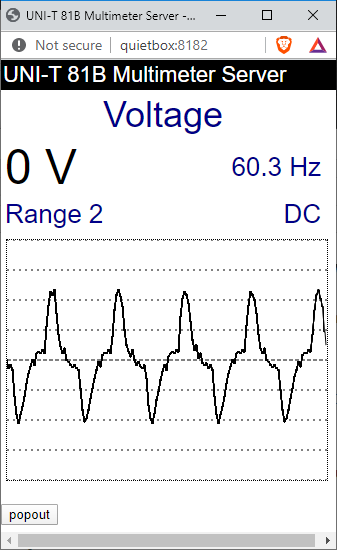 UNI-T 81B Multimeter Server -...
Not secure quietbox:8182
UNI-T 81B Multimeter Server
Voltage
0 V 60.3 Hz
Range 2 DC
popout